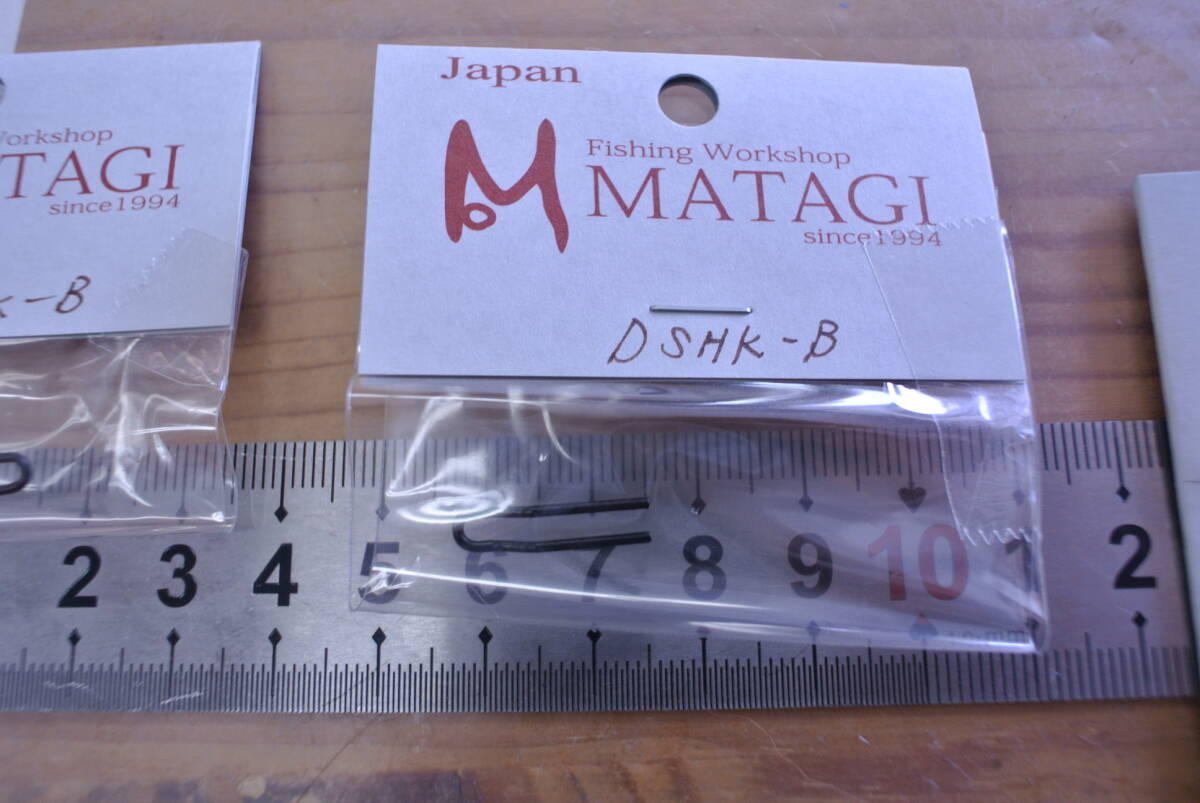 Workshop
TAGI
since1994
K-B
Japan
Fishing Workshop
MATAGI
since1994
DSHK-B
2 3 4 5 6 7 8 9 10 1 2